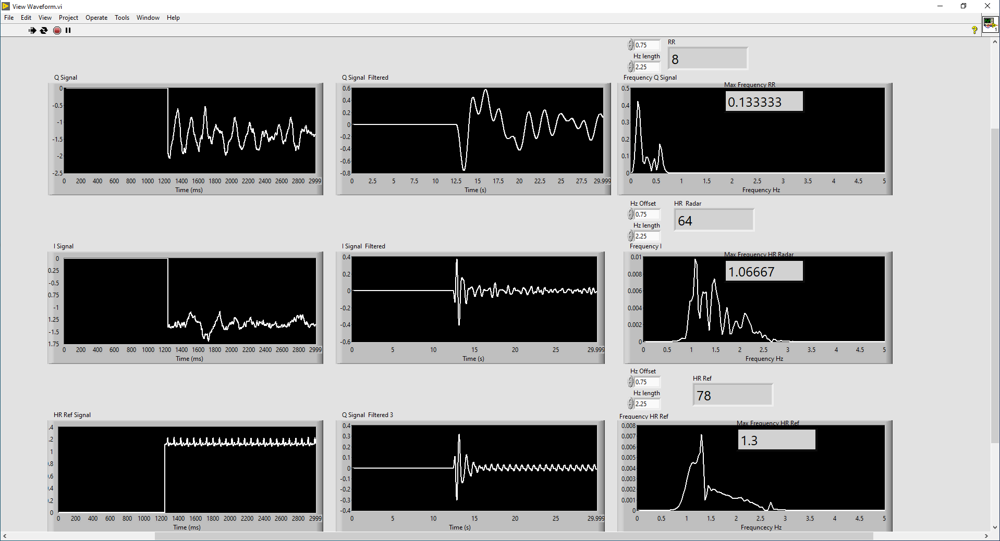 View Waveform.vi
File Edit View Project Operate Tools Window Help
1
0.75
RR
Hz length
8
2.25
Q Signal
0
-0.5
-1
-1.5
-2
-2.5
0 200 400 600 800 1000 1200 1400 1600 1800 2000 2200 2400 2600 2800 2999
Time (ms)
Q Signal Filtered
0.6
0.4
0.2
0
-0.2
-0.4
-0.6
-0.8
0 2.5 5 7.5 10 12.5 15 17.5 20 22.5 25 27.5 29.999
Time (s)
Frequency Q Signal
Max Frequency RR
0.133333
0.5
0.4
0.3
0.2
0.1
0
0 0.5 1 1.5 2 2.5 3 3.5 4 4.5 5
Frequency Hz
Hz Offset
0.75
HR Radar
Hz length
64
2.25
I Signal
0
0.25
-0.5
0.75
-1
1.25
-1.5
1.75
0 200 400 600 800 1000 1200 1400 1600 1800 2000 2200 2400 2600 2800 2999
Time (ms)
I Signal Filtered
0.4
0.2
0
-0.2
-0.4
-0.6
0 5 10 15 20 25 29.999
Time (s)
Frequency I
Max Frequency HR Radar
1.06667
0.01
0.008
0.006
0.004
0.002
0
0 0.5 1 1.5 2 2.5 3 3.5 4 4.5 5
Frequency Hz
Hz Offset
0.75
HR Ref
Hz length
78
2.25
HR Ref Signal
.4
.2
1
0.8
0.6
0.4
0.2
0
0 200 400 600 800 1000 1200 1400 1600 1800 2000 2200 2400 2600 2800 2999
Time (ms)
Q Signal Filtered 3
0.4
0.3
0.2
0.1
0
-0.1
-0.2
-0.3
-0.4
0 5 10 15 20 25 29.999
Time (s)
Frequency HR Ref
Max Frequency HR Ref
1.3
0.008
0.007
0.006
0.005
0.004
0.003
0.002
0.001
0
0 0.5 1 1.5 2 2.5 3 3.5 4 4.5 5
Frequncecy Hz